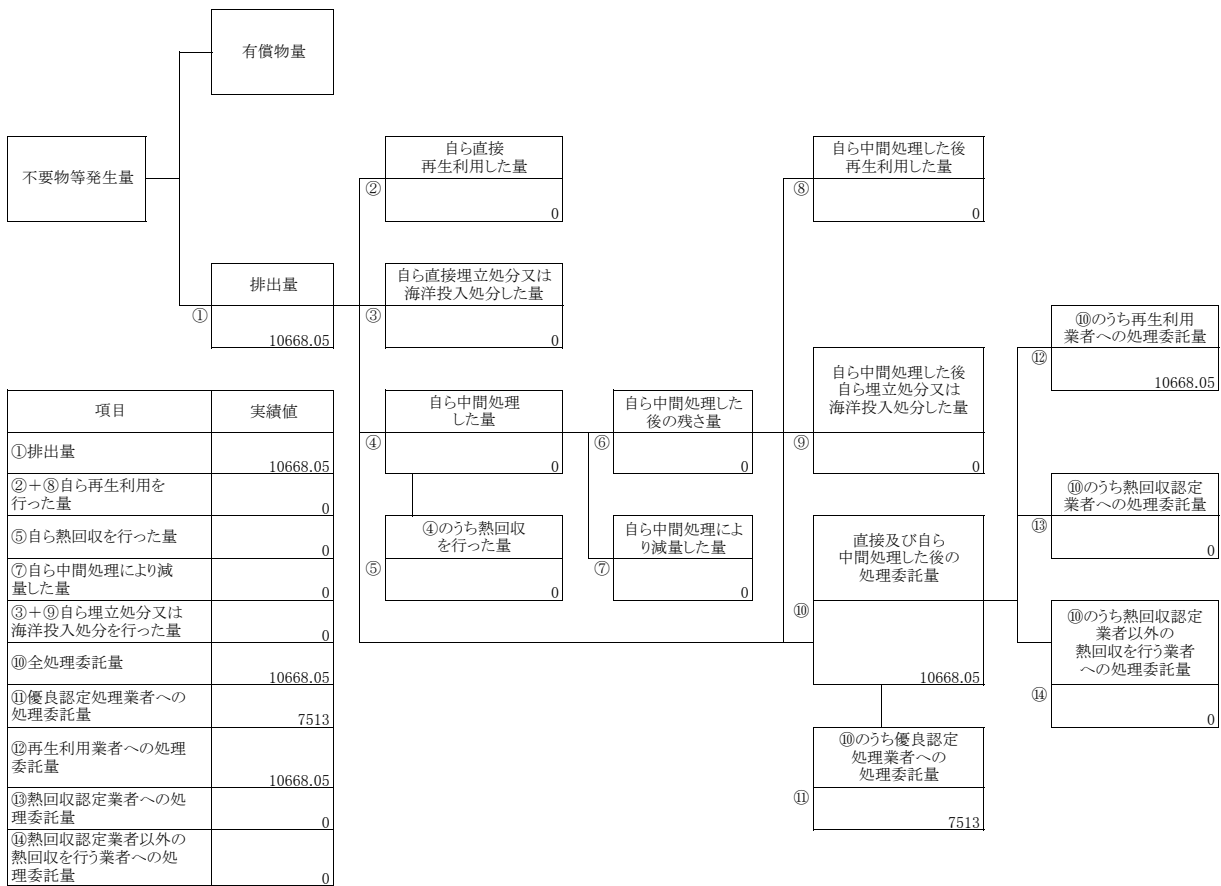 有償物量
不要物等発生量
排出量
①
10668.05
自ら直接
再生利用した量
②
0
自ら直接埋立処分又は
海洋投入処分した量
③
0
自ら中間処理
した量
④
0
④のうち熱回収
を行った量
⑤
0
自ら中間処理した
後の残さ量
⑥
0
自ら中間処理によ
り減量した量
⑦
0
自ら中間処理した後
再生利用した量
⑧
0
自ら中間処理した後
自ら埋立処分又は
海洋投入処分した量
⑨
0
直接及び自ら
中間処理した後の
処理委託量
⑩
10668.05
⑩のうち優良認定
処理業者への
処理委託量
⑪
7513
⑩のうち再生利用
業者への処理委託量
⑫
10668.05
⑩のうち熱回収認定
業者への処理委託量
⑬
0
⑩のうち熱回収認定
業者以外の
熱回収を行う業者
への処理委託量
⑭
0
項目 実績値
①排出量
10668.05
②＋⑧自ら再生利用を
行った量
0
⑤自ら熱回収を行った量
0
⑦自ら中間処理により減
量した量
0
③＋⑨自ら埋立処分又は
海洋投入処分を行った量
0
⑩全処理委託量
10668.05
⑪優良認定処理業者への
処理委託量
7513
⑫再生利用業者への処理
委託量
10668.05
⑬熱回収認定業者への処
理委託量
0
⑭熱回収認定業者以外の
熱回収を行う業者への処
理委託量
0